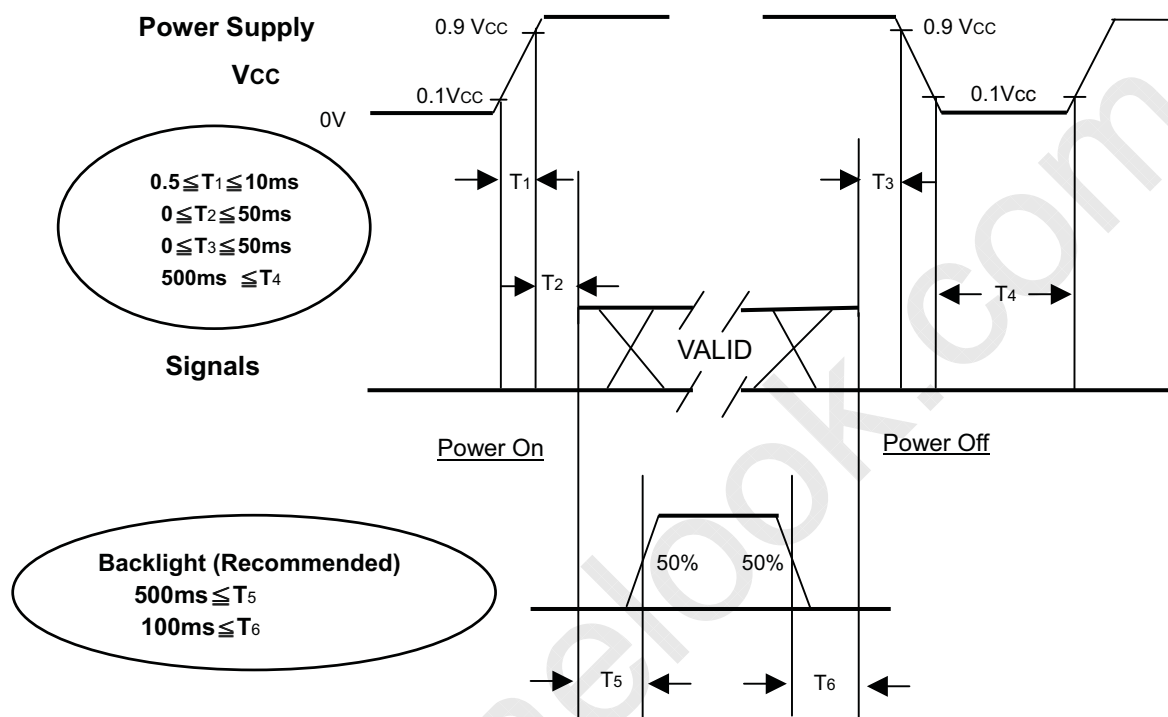 Power Supply
Vcc
0.9 Vcc
0.1Vcc
0V
0.9 Vcc
0.1Vcc
0.5≦T1≦10ms
0≦T2≦50ms
0≦T3≦50ms
500ms ≦T4
T1
T2
T3
T4
VALID
Signals
Power On
Power Off
Backlight (Recommended)
500ms≦T5
100ms≦T6
50%
50%
T5
T6
elook.com